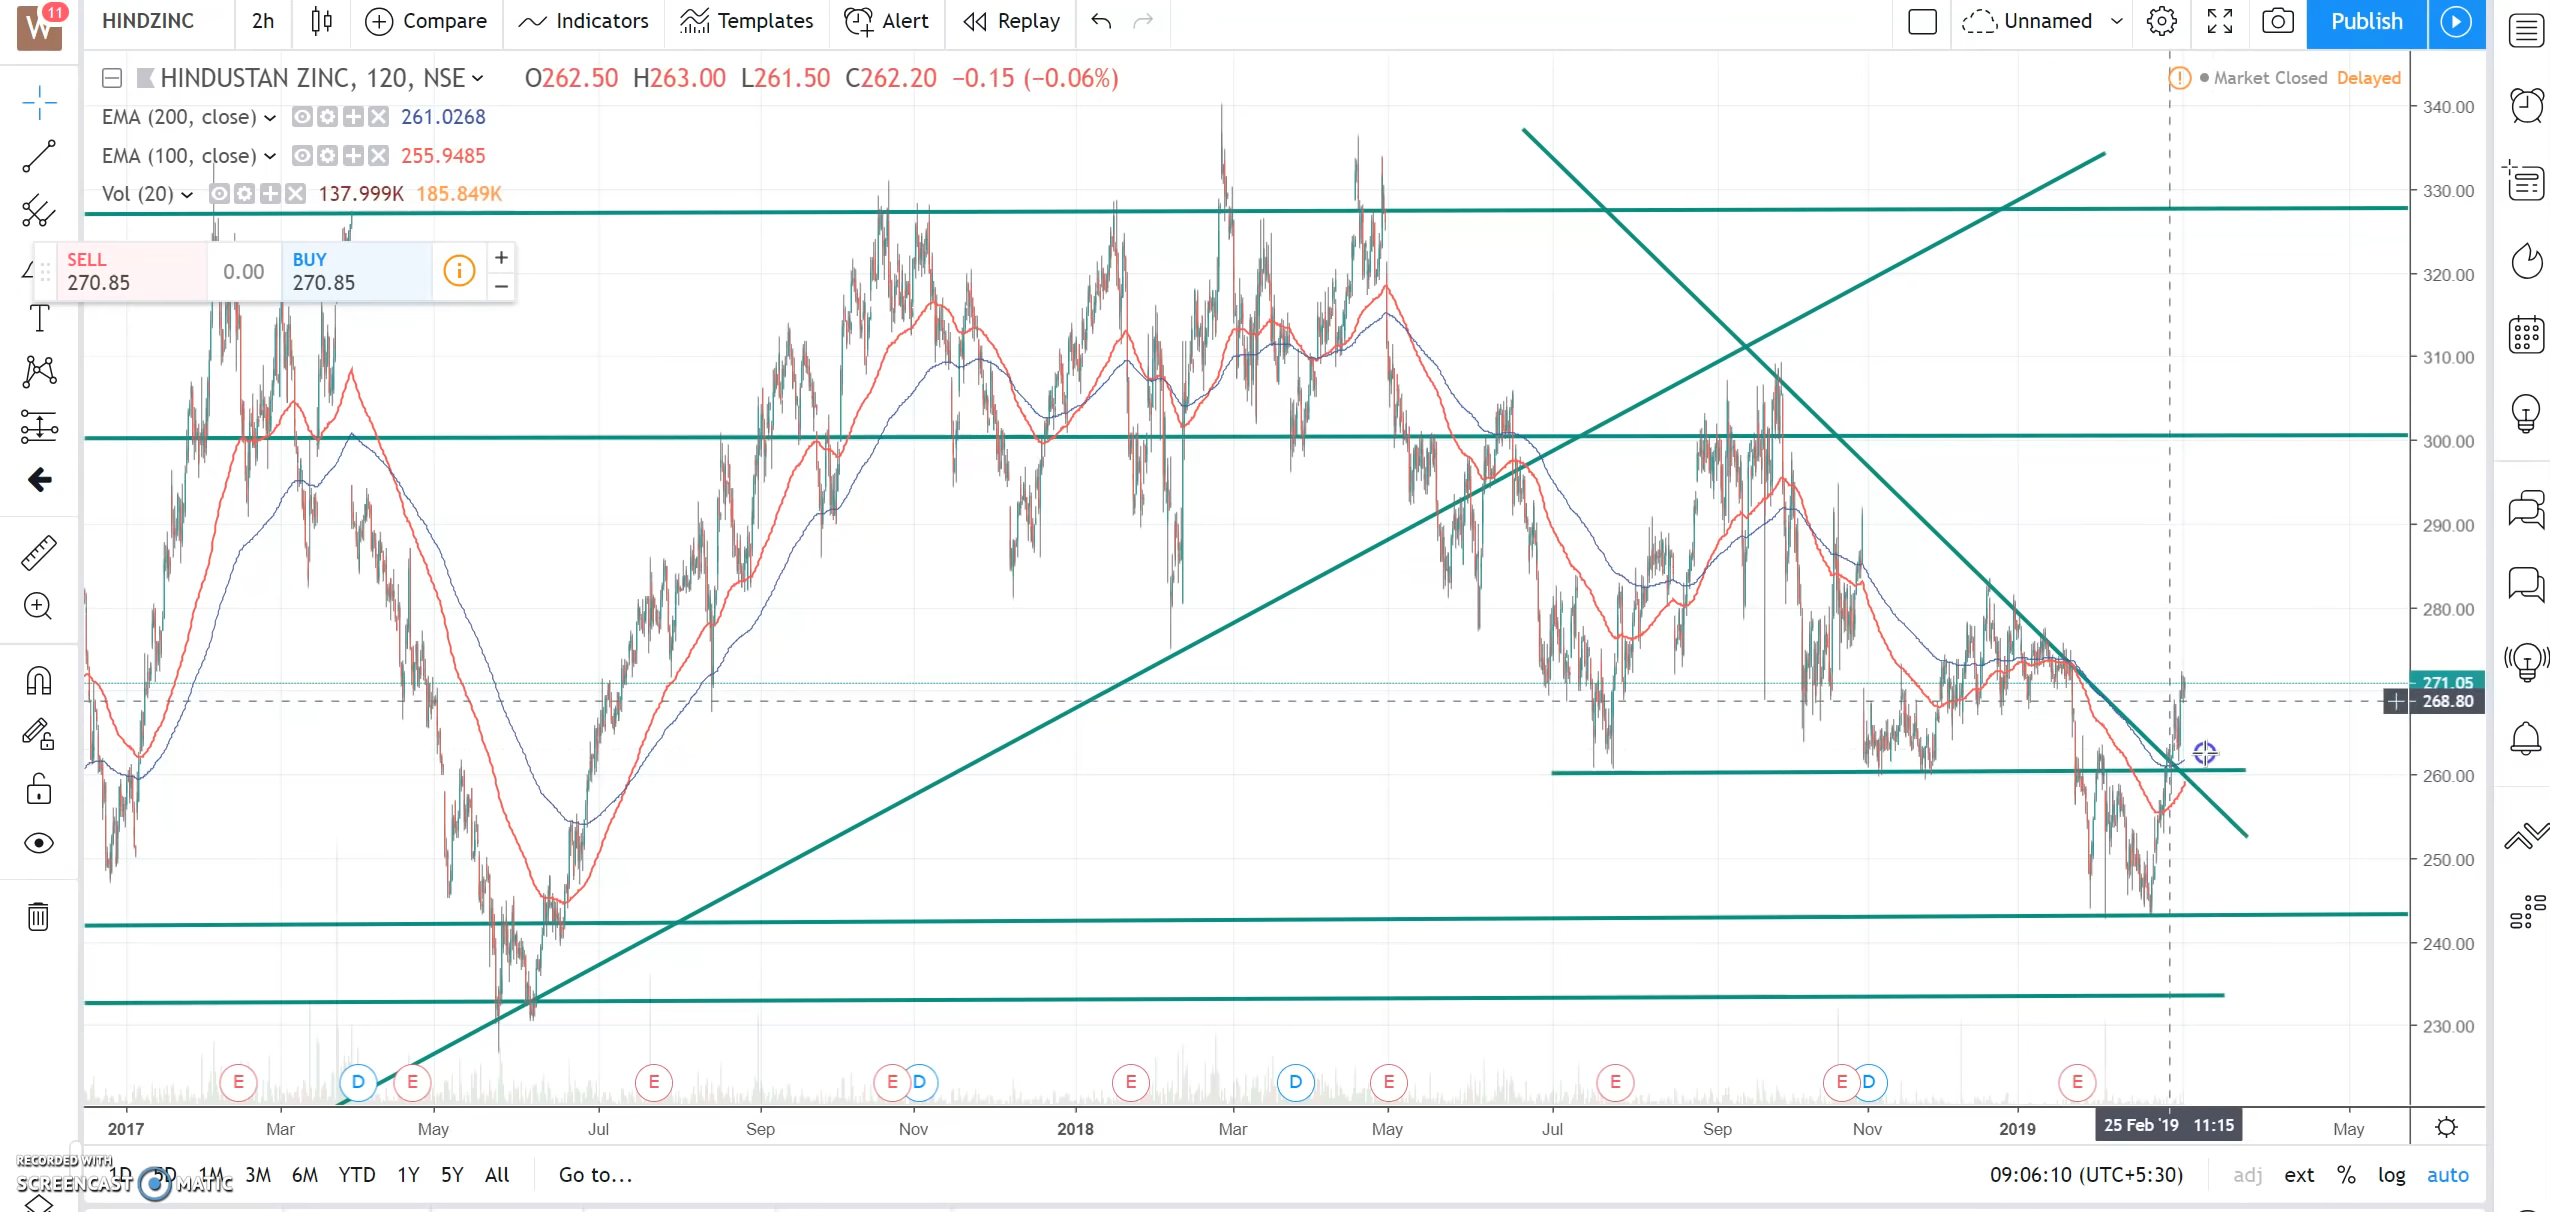 W 11 HINDZINC 2h Compare Indicators Templates Alert Replay Unnamed Publish
HINDUSTAN ZINC, 120, NSE O262.50 H263.00 L261.50 C262.20 −0.15 (−0.06%) Market Closed Delayed
EMA (200, close) 261.0268
EMA (100, close) 255.9485
Vol (20) 137.999K 185.849K
SELL 270.85 0.00 BUY 270.85
340.00
330.00
320.00
310.00
300.00
290.00
280.00
271.05
268.80
260.00
250.00
240.00
230.00
E D E E E D E D E E E D E
2017 Mar May Jul Sep Nov 2018 Mar May Jul Sep Nov 2019 25 Feb '19 11:15 May
1D 5D 1M 3M 6M YTD 1Y 5Y All Go to... 09:06:10 (UTC+5:30) adj ext % log auto
RECORDED WITH
SCREENCAST MATIC